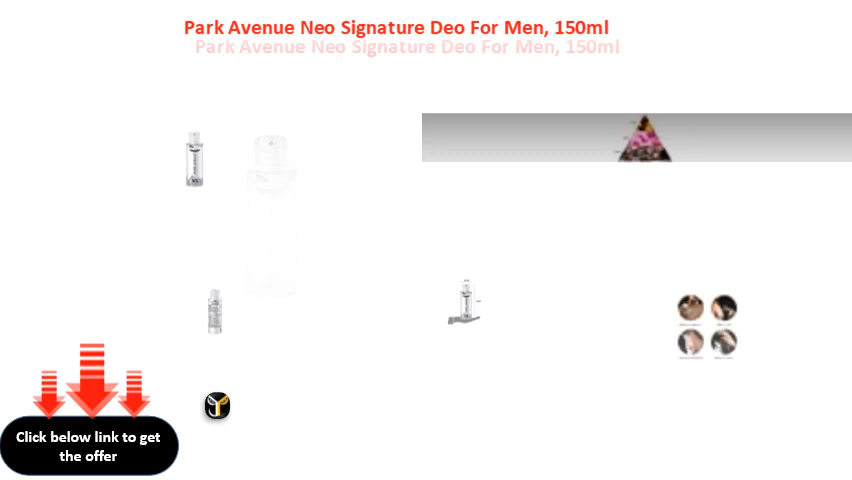 Park Avenue Neo Signature Deo For Men, 150ml
Park Avenue Neo Signature Deo For Men, 150ml
Click below link to get
the offer